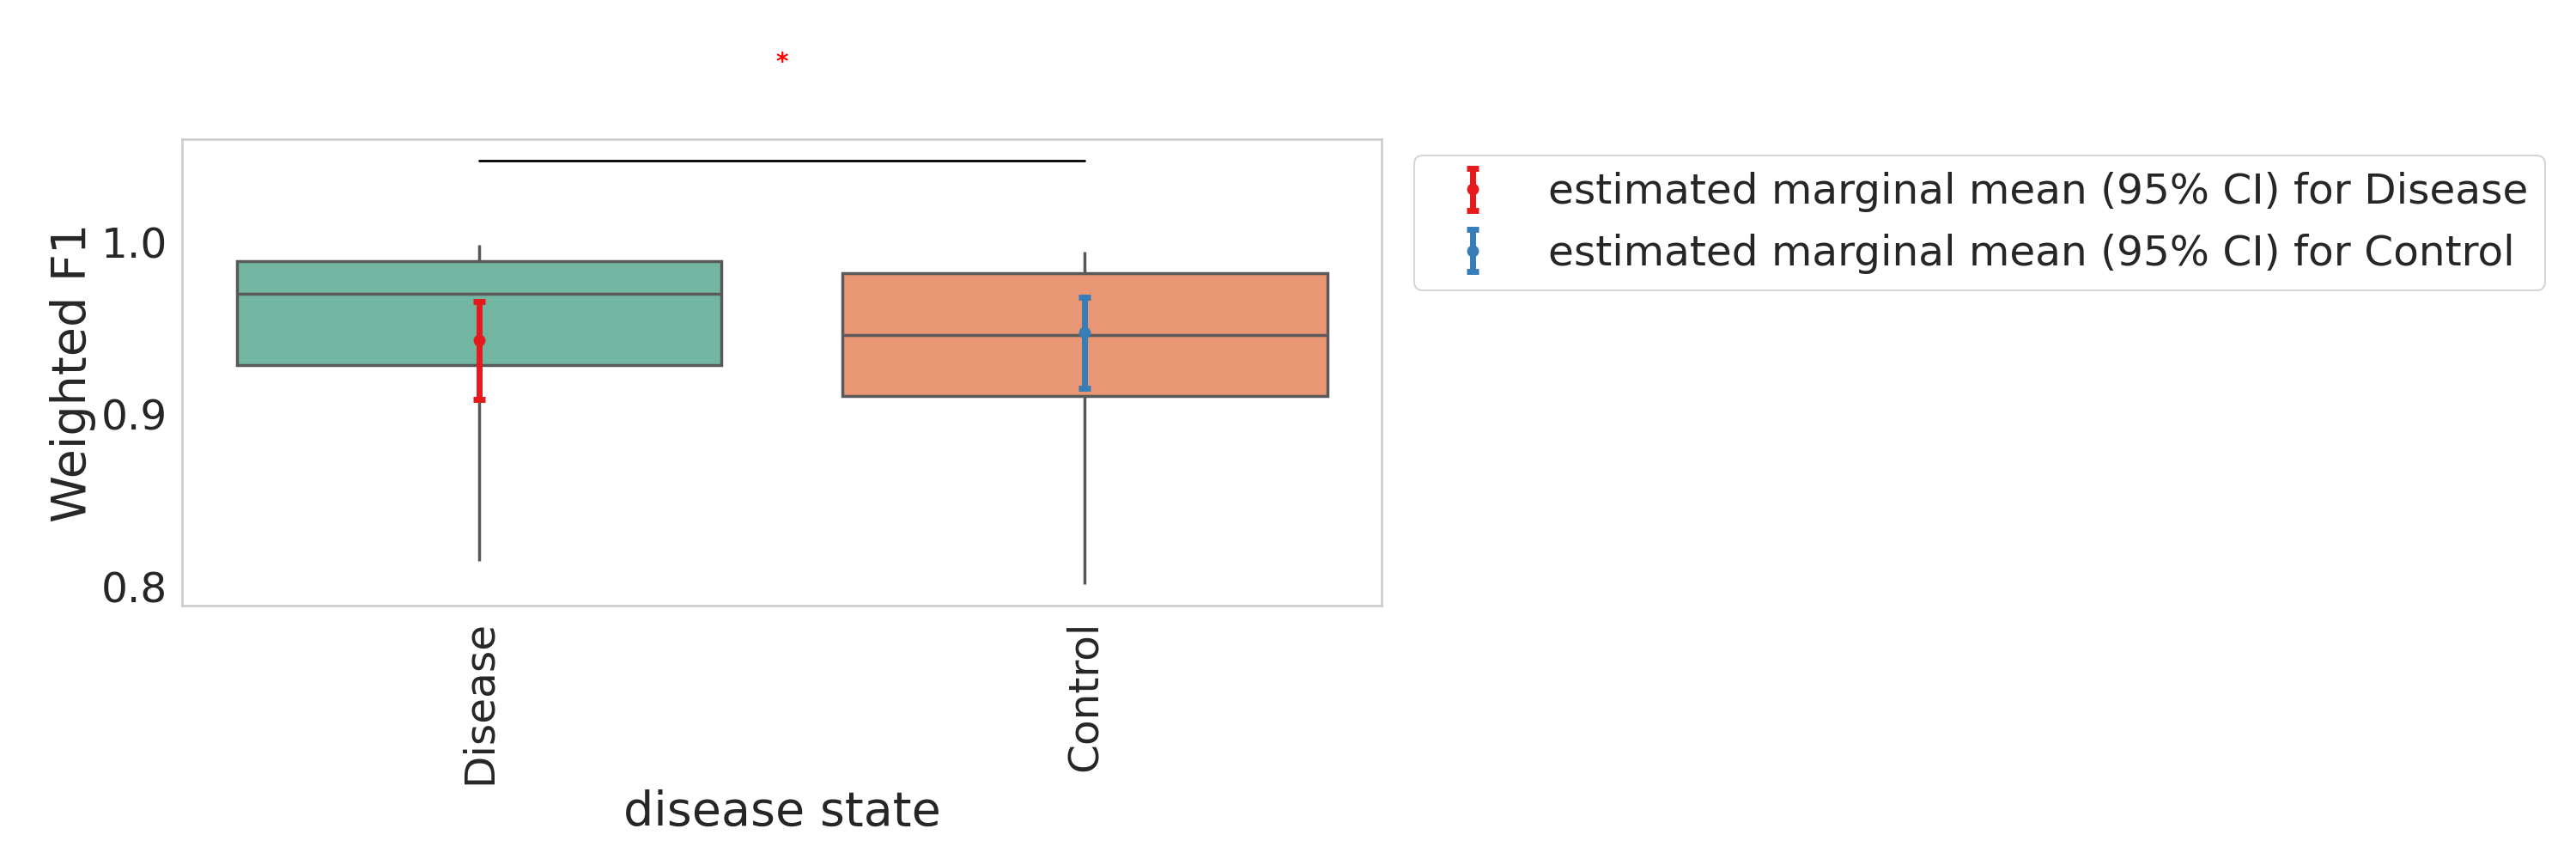 *
Weighted F1
1.0
0.9
0.8
Disease
Control
disease state
estimated marginal mean (95% CI) for Disease
estimated marginal mean (95% CI) for Control